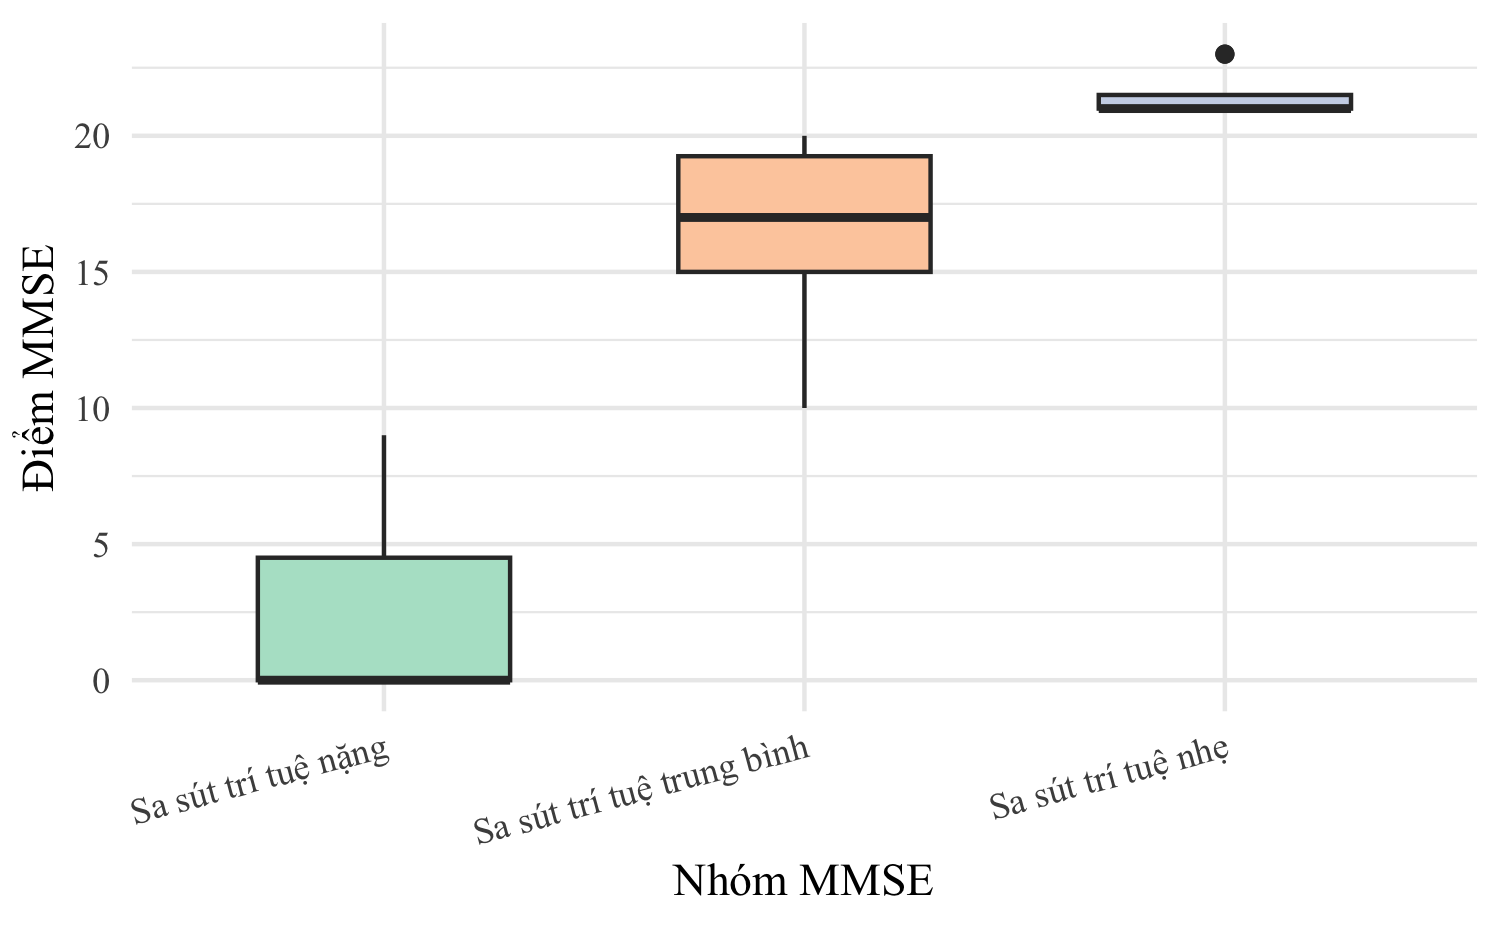 Điểm MMSE
20
15
10
5
0
Sa sút trí tuệ nặng
Sa sút trí tuệ trung bình
Sa sút trí tuệ nhẹ
Nhóm MMSE